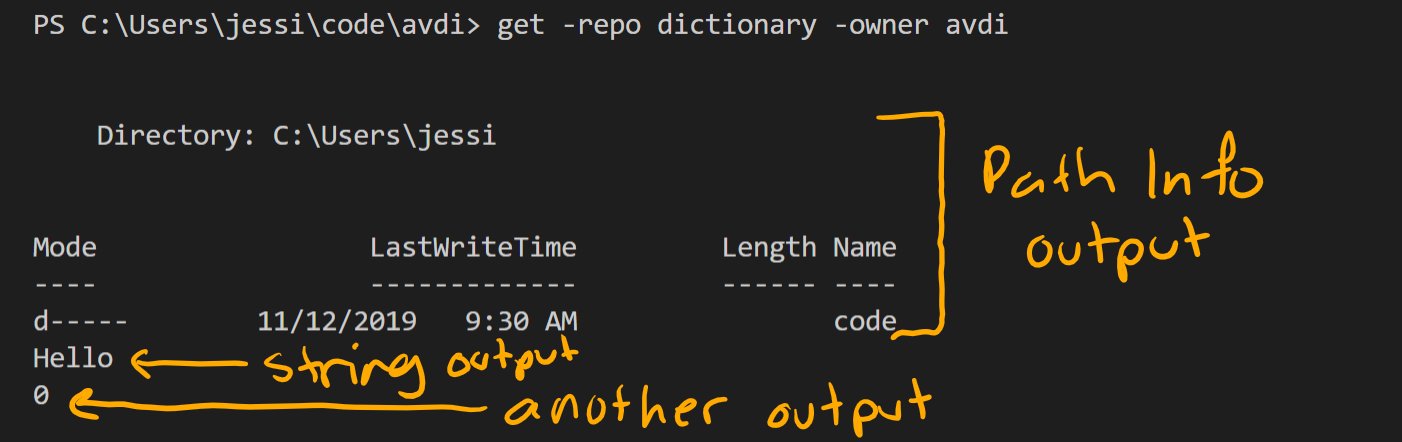 PS C:\Users\jessi\code\avdi> get -repo dictionary -owner avdi
Directory: C:\Users\jessi
Path Info
output
Mode LastWriteTime Length Name
---- ------------- ------ ----
d----- 11/12/2019 9:30 AM code
Hello string output
0 another output